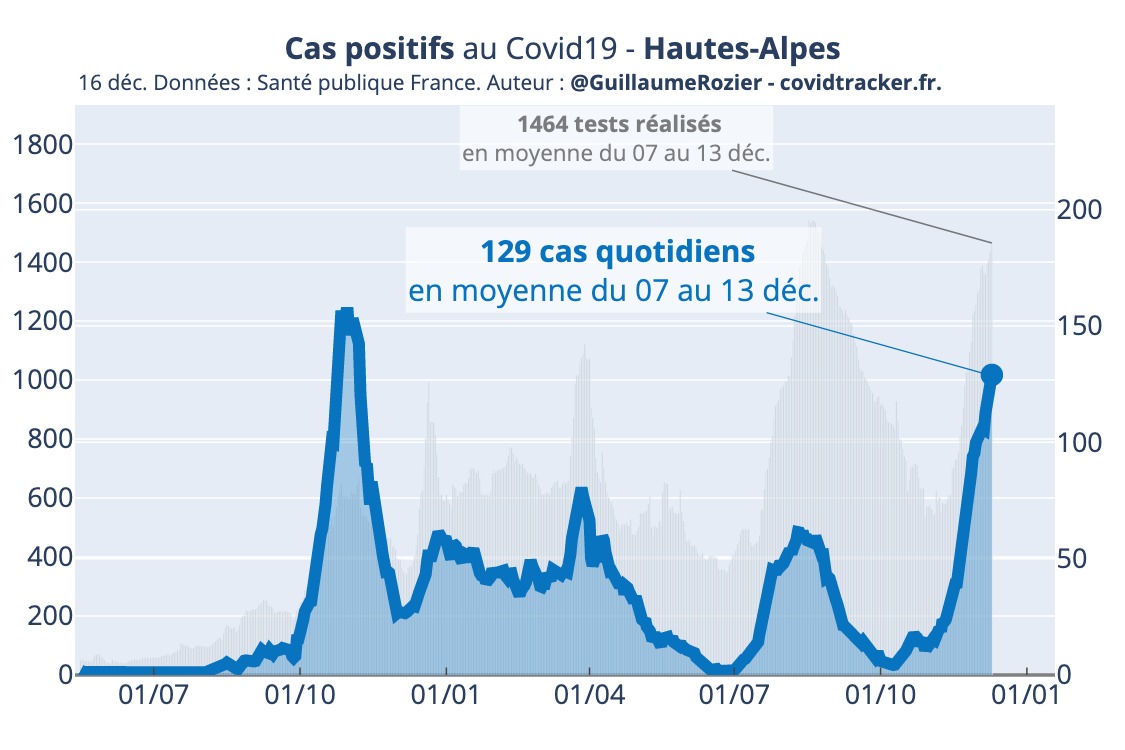 Cas positifs au Covid19 - Hautes-Alpes
16 déc. Données : Santé publique France. Auteur : @GuillaumeRozier - covidtracker.fr.
1464 tests réalisés
en moyenne du 07 au 13 déc.
129 cas quotidiens
en moyenne du 07 au 13 déc.
1800
1600
1400
1200
1000
800
600
400
200
0
200
150
100
50
0
01/07 01/10 01/01 01/04 01/07 01/10 01/01